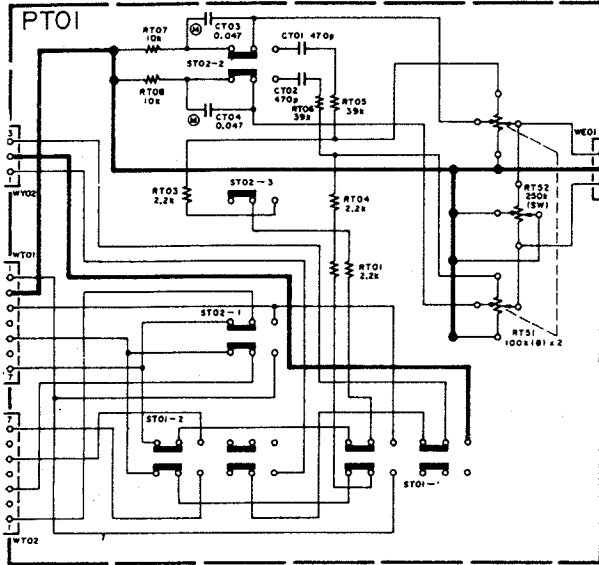 PT01
RT07
10k
M
CT03
0.047
CT01 470p
ST02-2
RT08
10k
M
CT04
0.047
CT02
470p
RT06
39k
RT05
39k
3
1
WY02
RT03
2.2k
ST02-3
RT04
2.2k
RT01
2.2k
WE01
RT52
250k
(SW)
RT51
100k(B)×2
WT01
1
7
ST02-1
7
1
WT02
ST01-2
ST01-1